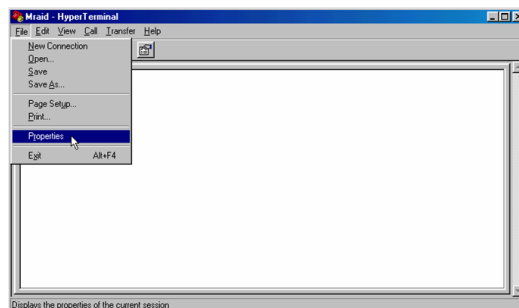 Mraid - HyperTerminal
File Edit View Call Transfer Help
New Connection
Open...
Save
Save As...
Page Setup...
Print...
Properties
Exit Alt+F4
Displays the properties of the current session